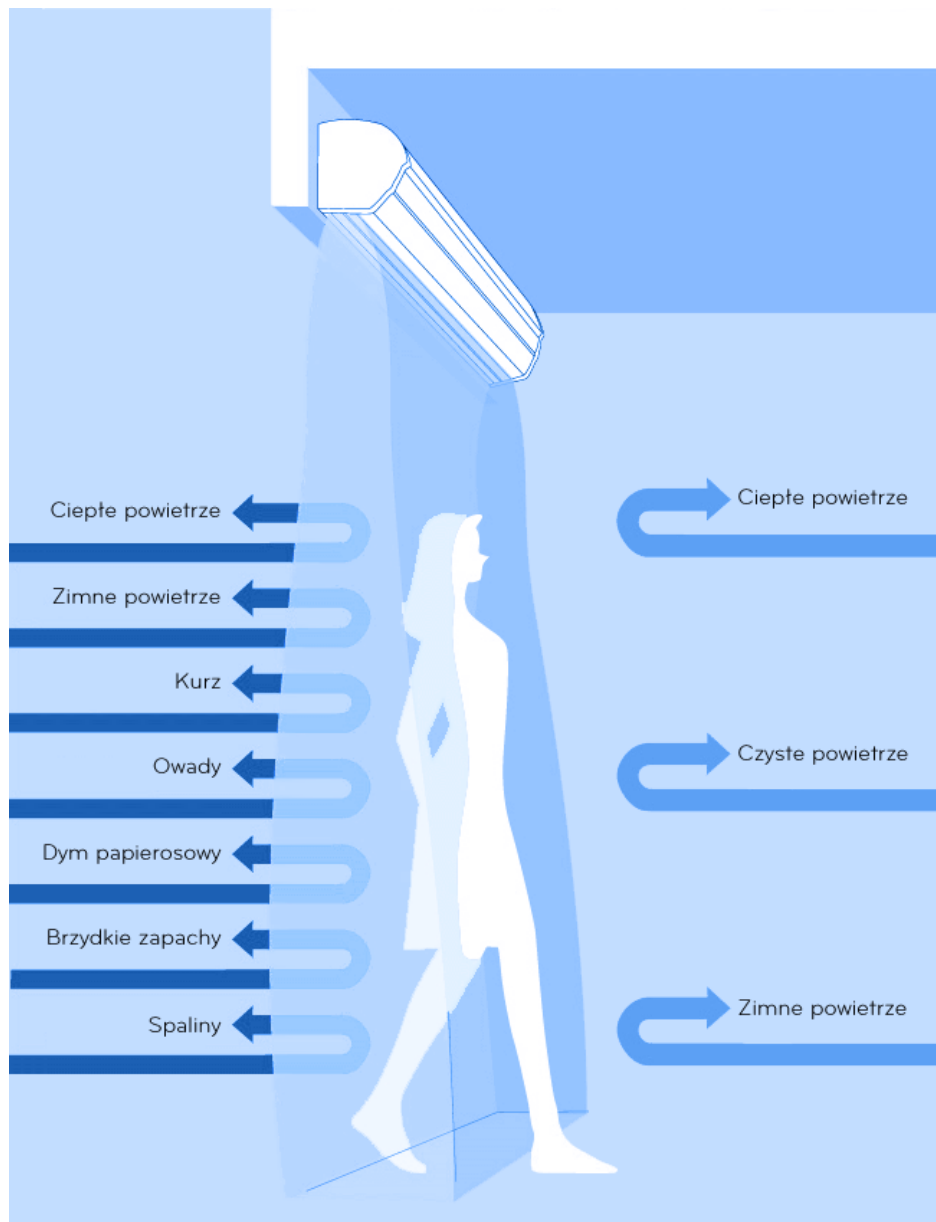 Ciepłe powietrze
Zimne powietrze
Kurz
Owady
Dym papierosowy
Brzydkie zapachy
Spaliny
Ciepłe powietrze
Czyste powietrze
Zimne powietrze